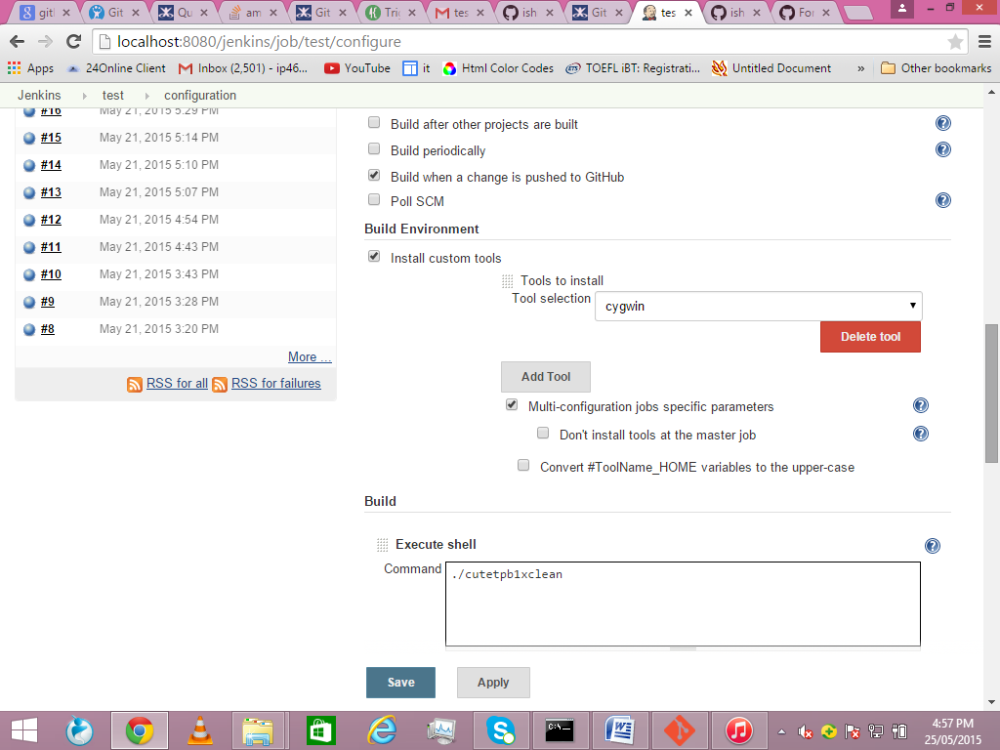 gitl Git Qu am Git Tri tes ish Git tes ish For
localhost:8080/jenkins/job/test/configure
Apps 24Online Client Inbox (2,501) - ip46... YouTube it Html Color Codes TOEFL iBT: Registrati... Untitled Document » Other bookmarks
Jenkins test configuration
#16 May 21, 2015 5:29 PM
#15 May 21, 2015 5:14 PM
#14 May 21, 2015 5:10 PM
#13 May 21, 2015 5:07 PM
#12 May 21, 2015 4:54 PM
#11 May 21, 2015 4:43 PM
#10 May 21, 2015 3:43 PM
#9 May 21, 2015 3:28 PM
#8 May 21, 2015 3:20 PM
More ...
RSS for all RSS for failures
Build after other projects are built
Build periodically
Build when a change is pushed to GitHub
Poll SCM
Build Environment
Install custom tools
Tools to install
Tool selection cygwin
Delete tool
Add Tool
Multi-configuration jobs specific parameters
Don't install tools at the master job
Convert #ToolName_HOME variables to the upper-case
Build
Execute shell
Command ./cutetpb1xclean
Save Apply
4:57 PM
25/05/2015